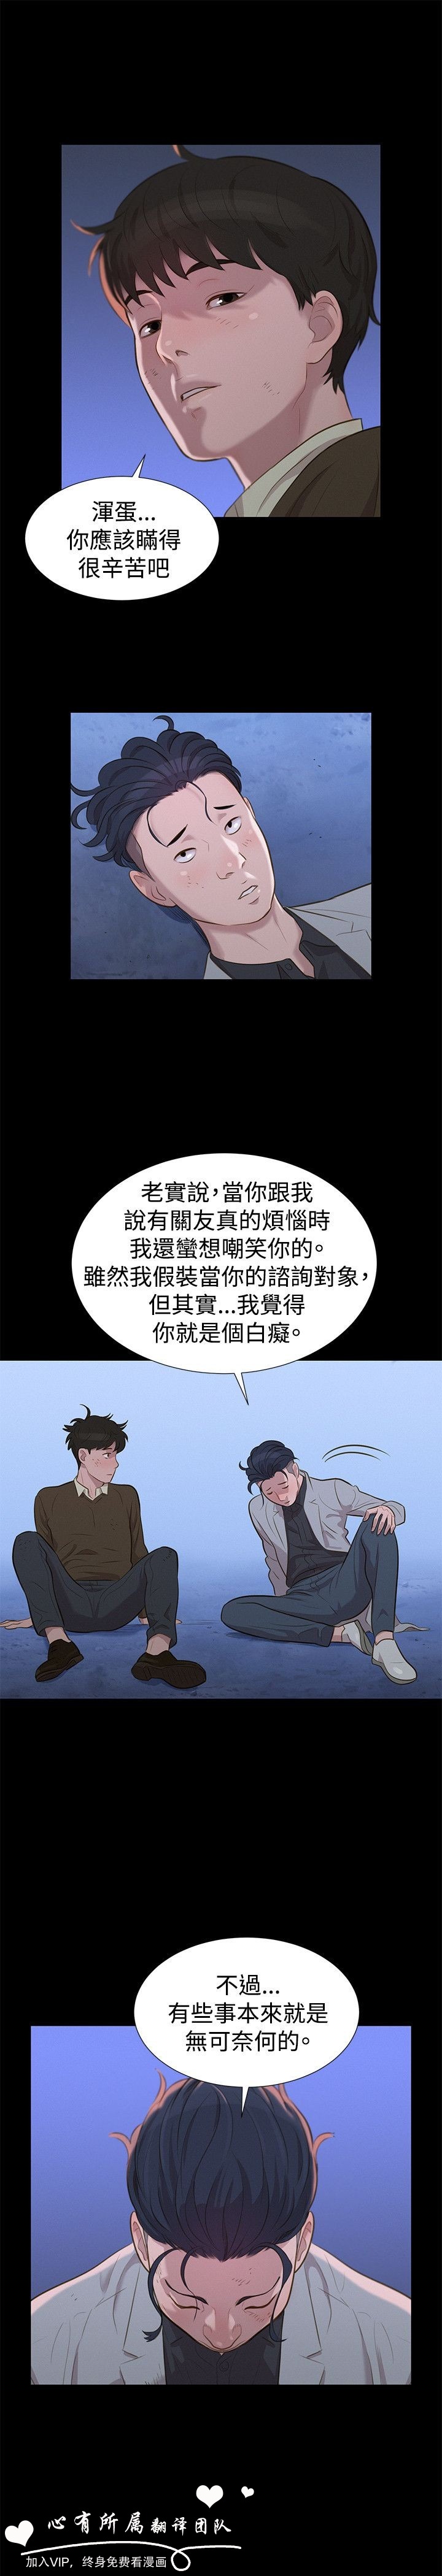 渾蛋...
你應該瞞得
很辛苦吧
老實說，當你跟我
說有關友真的煩惱時
我還蠻想嘲笑你的。
雖然我假裝當你的諮詢對象，
但其實...我覺得
你就是個白癡。
不過...
有些事本來就是
無可奈何的。
心有所属翻译团队
加入VIP，终身免费看漫画